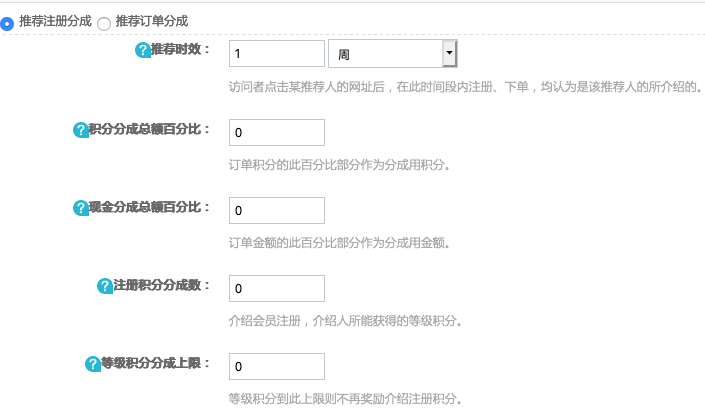 推荐注册分成 推荐订单分成
?推荐时效： 1 周
访问者点击某推荐人的网址后，在此时间段内注册、下单，均认为是该推荐人的所介绍的。
?积分分成总额百分比： 0
订单积分的此百分比部分作为分成用积分。
?现金分成总额百分比： 0
订单金额的此百分比部分作为分成用金额。
?注册积分分成数： 0
介绍会员注册，介绍人所能获得的等级积分。
?等级积分分成上限： 0
等级积分到此上限则不再奖励介绍注册积分。